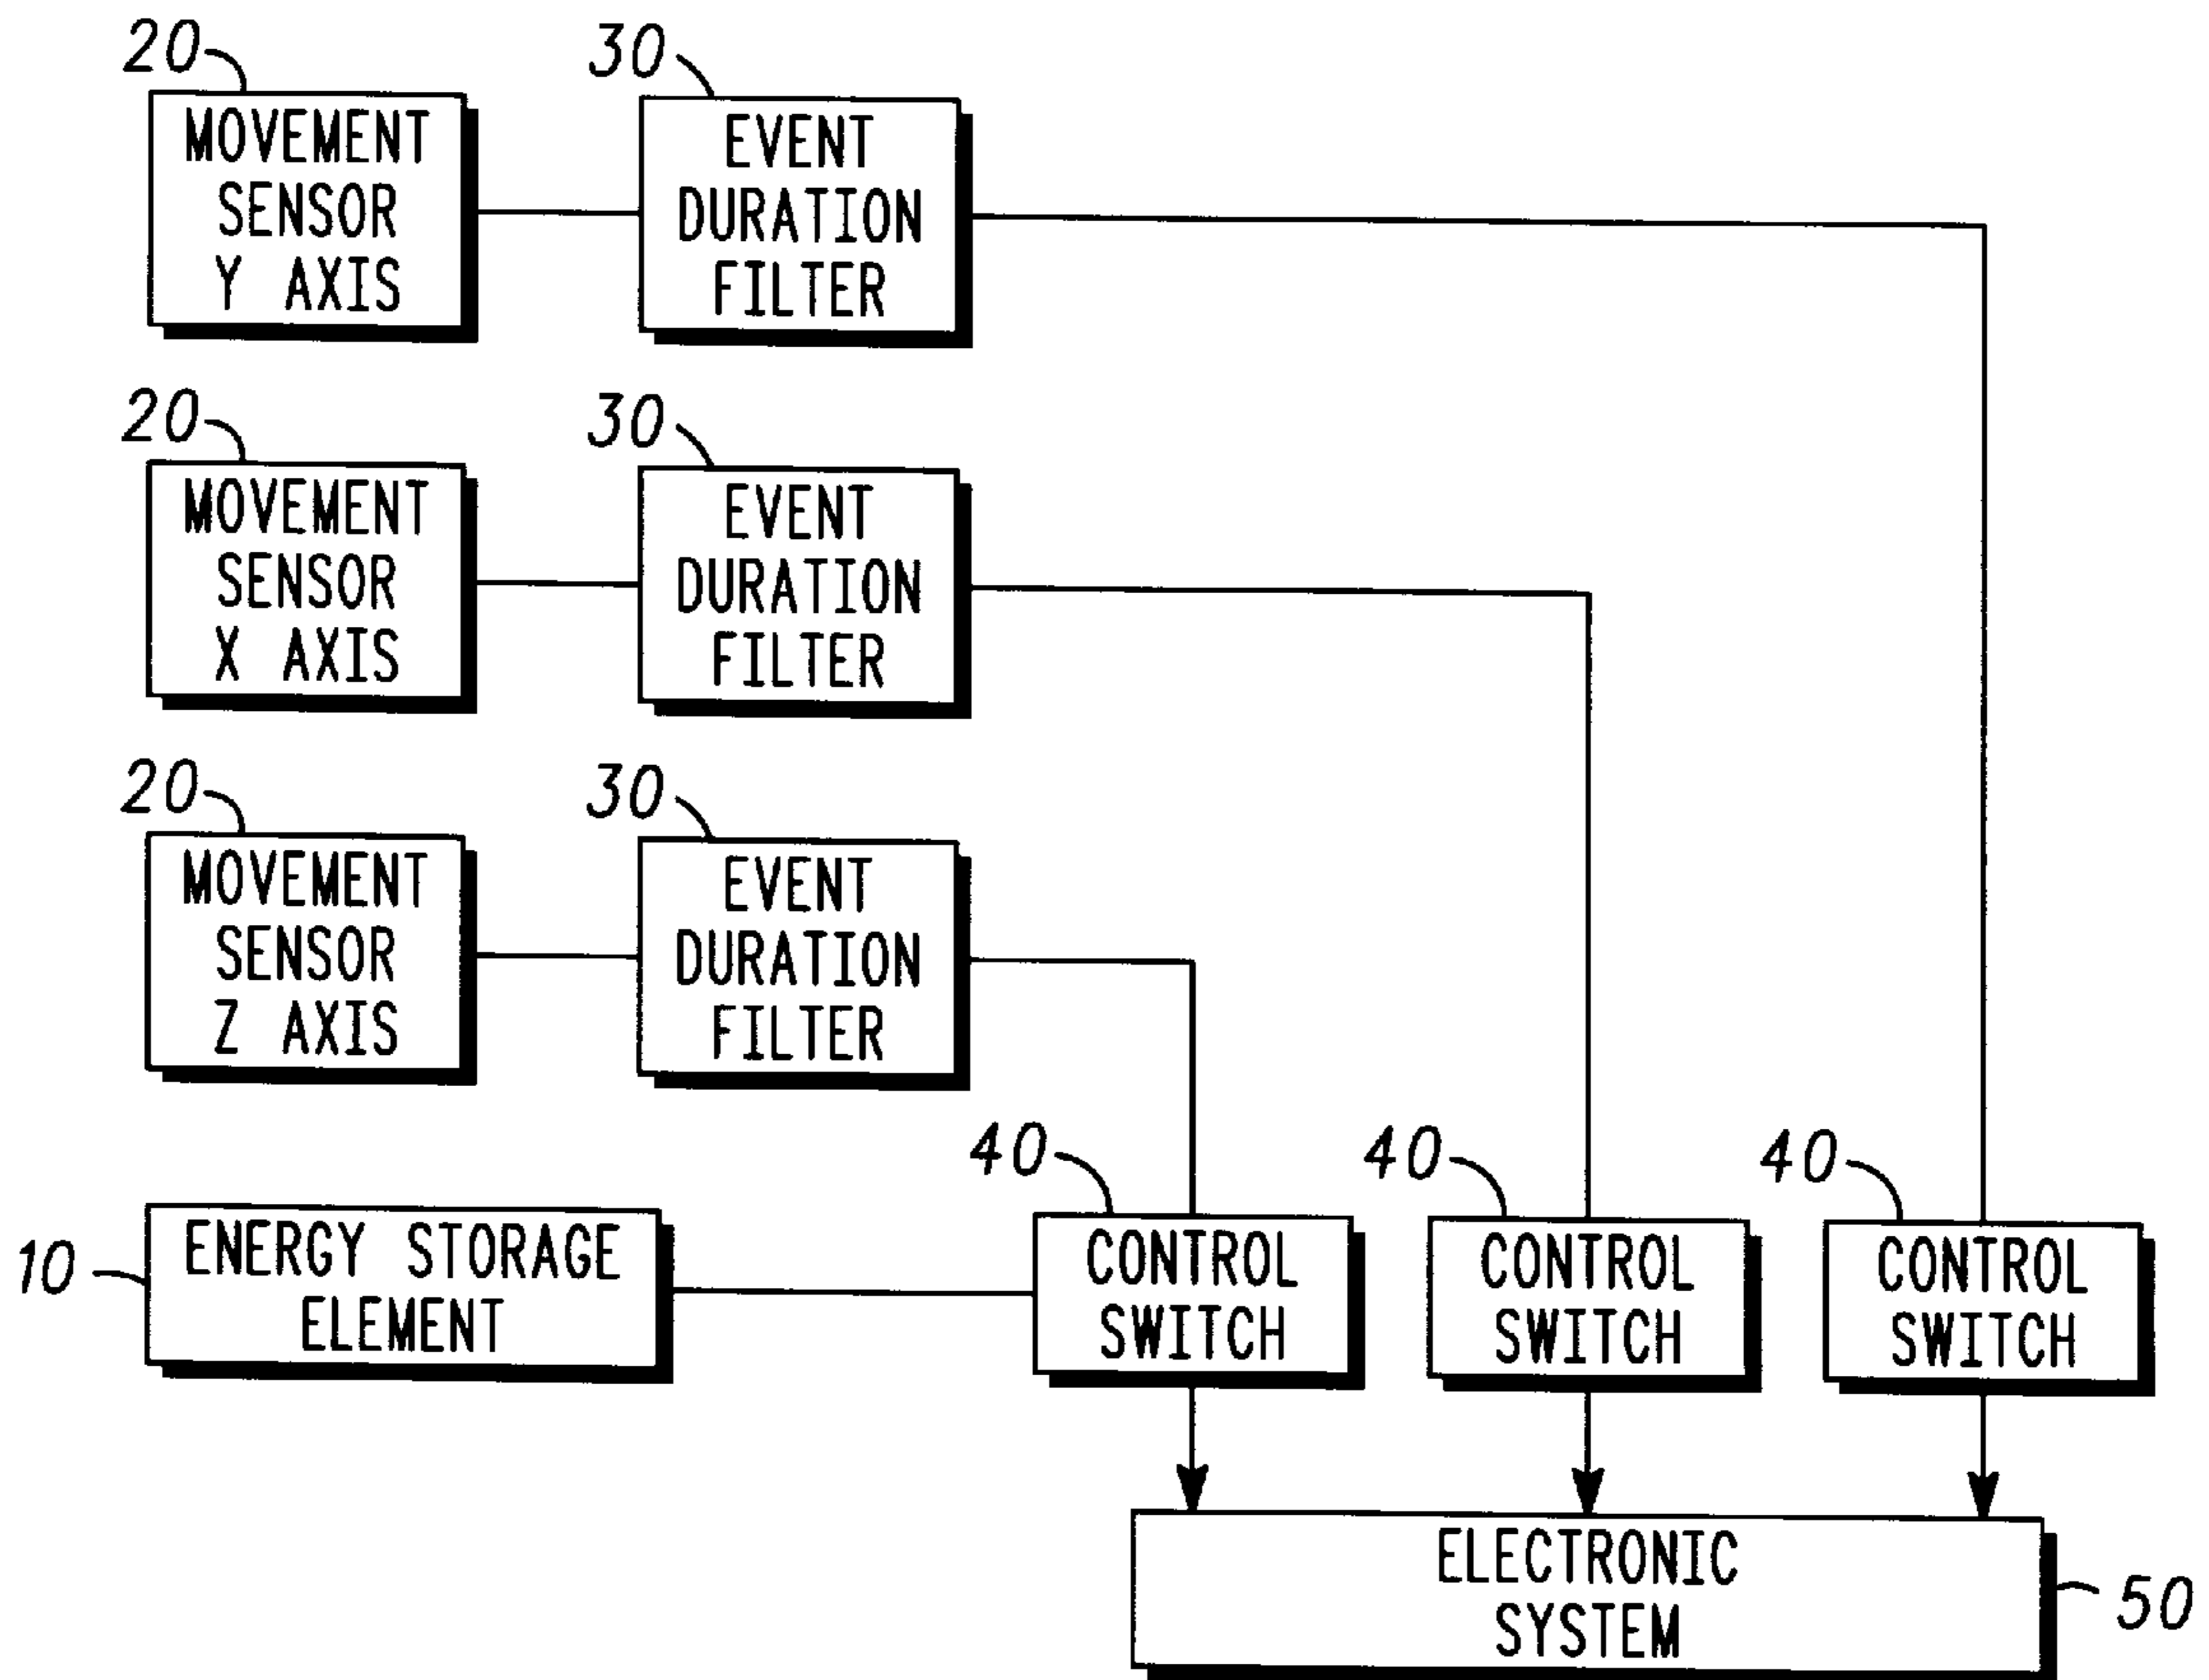 20
30
MOVEMENT
SENSOR
Y AXIS
EVENT
DURATION
FILTER
20
30
MOVEMENT
SENSOR
X AXIS
EVENT
DURATION
FILTER
20
30
MOVEMENT
SENSOR
Z AXIS
EVENT
DURATION
FILTER
40
40
40
10
ENERGY STORAGE
ELEMENT
CONTROL
SWITCH
CONTROL
SWITCH
CONTROL
SWITCH
ELECTRONIC
SYSTEM
50